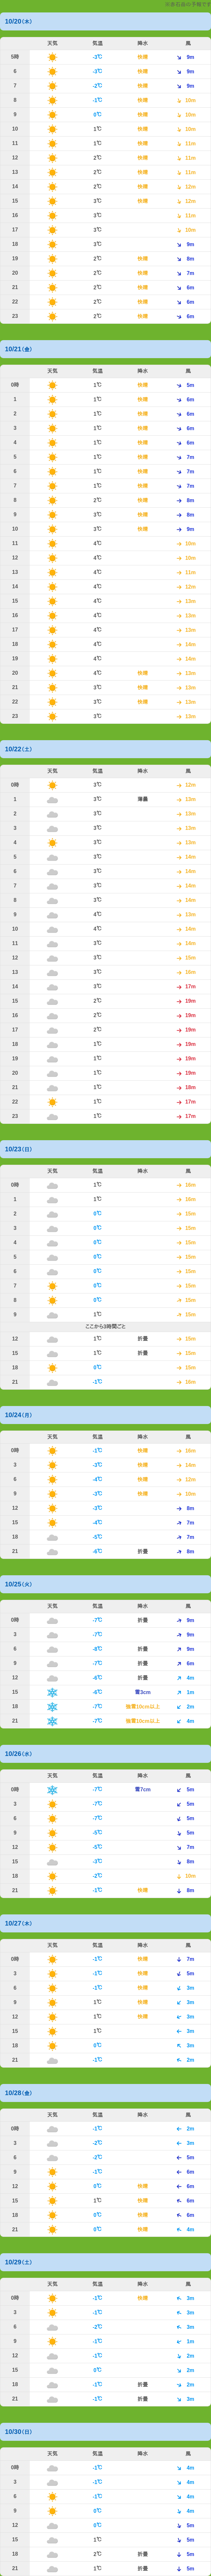 10/20(木)
天気 気温 降水 風
5時 -3℃ 快晴 9m
6 -3℃ 快晴 9m
7 -2℃ 快晴 9m
8 -1℃ 快晴 10m
9 0℃ 快晴 10m
10 1℃ 快晴 10m
11 1℃ 快晴 11m
12 2℃ 快晴 11m
13 2℃ 快晴 11m
14 2℃ 快晴 12m
15 3℃ 快晴 12m
16 3℃ 11m
17 3℃ 10m
18 3℃ 9m
19 2℃ 快晴 8m
20 2℃ 快晴 7m
21 2℃ 快晴 6m
22 2℃ 快晴 6m
23 2℃ 快晴 6m
10/21(金)
天気 気温 降水 風
0時 1℃ 快晴 5m
1 1℃ 快晴 6m
2 1℃ 快晴 6m
3 1℃ 快晴 6m
4 1℃ 快晴 6m
5 1℃ 快晴 7m
6 1℃ 快晴 7m
7 1℃ 快晴 7m
8 2℃ 快晴 8m
9 3℃ 快晴 8m
10 3℃ 快晴 9m
11 4℃ 10m
12 4℃ 10m
13 4℃ 11m
14 4℃ 12m
15 4℃ 13m
16 4℃ 13m
17 4℃ 13m
18 4℃ 14m
19 4℃ 14m
20 4℃ 快晴 13m
21 3℃ 快晴 13m
22 3℃ 快晴 13m
23 3℃ 13m
10/22(土)
天気 気温 降水 風
0時 3℃ 12m
1 3℃ 薄曇 13m
2 3℃ 13m
3 3℃ 13m
4 3℃ 13m
5 3℃ 14m
6 3℃ 14m
7 3℃ 14m
8 3℃ 14m
9 4℃ 13m
10 4℃ 14m
11 3℃ 14m
12 3℃ 15m
13 3℃ 16m
14 3℃ 17m
15 2℃ 19m
16 2℃ 19m
17 2℃ 19m
18 1℃ 19m
19 1℃ 19m
20 1℃ 19m
21 1℃ 18m
22 1℃ 17m
23 1℃ 17m
10/23(日)
天気 気温 降水 風
0時 1℃ 16m
1 1℃ 15m
2 0℃ 15m
3 0℃ 15m
4 0℃ 15m
5 0℃ 15m
6 0℃ 15m
7 0℃ 15m
8 0℃ 15m
9 1℃ 15m
ここから3時間ごと
12 1℃ 折曇 15m
15 1℃ 折曇 15m
18 0℃ 15m
21 -1℃ 16m
10/24(月)
天気 気温 降水 風
0時 -1℃ 快晴 16m
3 -3℃ 快晴 14m
6 -4℃ 快晴 12m
9 -3℃ 快晴 10m
12 -3℃ 8m
15 -4℃ 7m
18 -5℃ 7m
21 -6℃ 折曇 8m
10/25(火)
天気 気温 降水 風
0時 -7℃ 折曇 9m
3 -7℃ 9m
6 -8℃ 折曇 9m
9 -7℃ 折曇 6m
12 -6℃ 折曇 4m
15 -6℃ 雪3cm 1m
18 -7℃ 強雪10cm以上 2m
21 -7℃ 強雪10cm以上 4m
10/26(水)
天気 気温 降水 風
0時 -7℃ 雪7cm 5m
3 -7℃ 5m
6 -7℃ 5m
9 -5℃ 5m
12 -5℃ 7m
15 -3℃ 8m
18 -2℃ 10m
21 -1℃ 快晴 8m
10/27(木)
天気 気温 降水 風
0時 -1℃ 快晴 7m
3 -1℃ 快晴 5m
6 -1℃ 快晴 3m
9 1℃ 快晴 3m
12 1℃ 快晴 3m
15 1℃ 3m
18 0℃ 3m
21 -1℃ 2m
10/28(金)
天気 気温 降水 風
0時 -1℃ 2m
3 -2℃ 3m
6 -2℃ 5m
9 -1℃ 6m
12 0℃ 快晴 6m
15 1℃ 快晴 6m
18 0℃ 快晴 6m
21 0℃ 快晴 4m
10/29(土)
天気 気温 降水 風
0時 -1℃ 快晴 3m
3 -1℃ 3m
6 -2℃ 3m
9 -1℃ 1m
12 -1℃ 2m
15 0℃ 2m
18 -1℃ 折曇 2m
21 -1℃ 折曇 3m
10/30(日)
天気 気温 降水 風
0時 -1℃ 4m
3 -1℃ 4m
6 -1℃ 4m
9 0℃ 4m
12 0℃ 5m
15 1℃ 5m
18 2℃ 折曇 5m
21 1℃ 折曇 5m